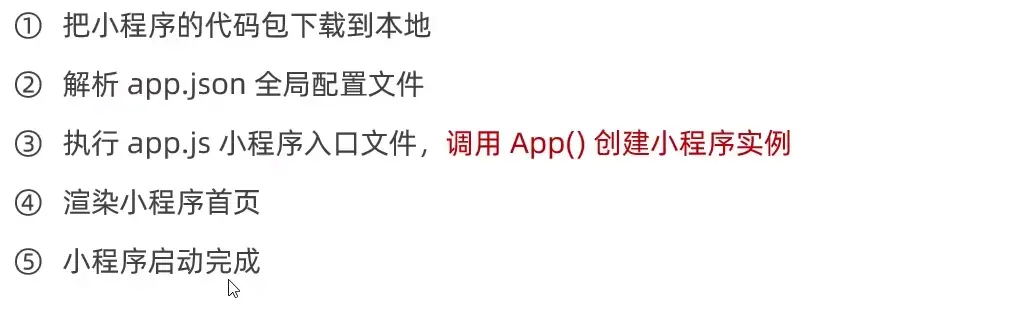 ① 把小程序的代码包下载到本地
② 解析 app.json 全局配置文件
③ 执行 app.js 小程序入口文件，调用 App() 创建小程序实例
④ 渲染小程序首页
⑤ 小程序启动完成